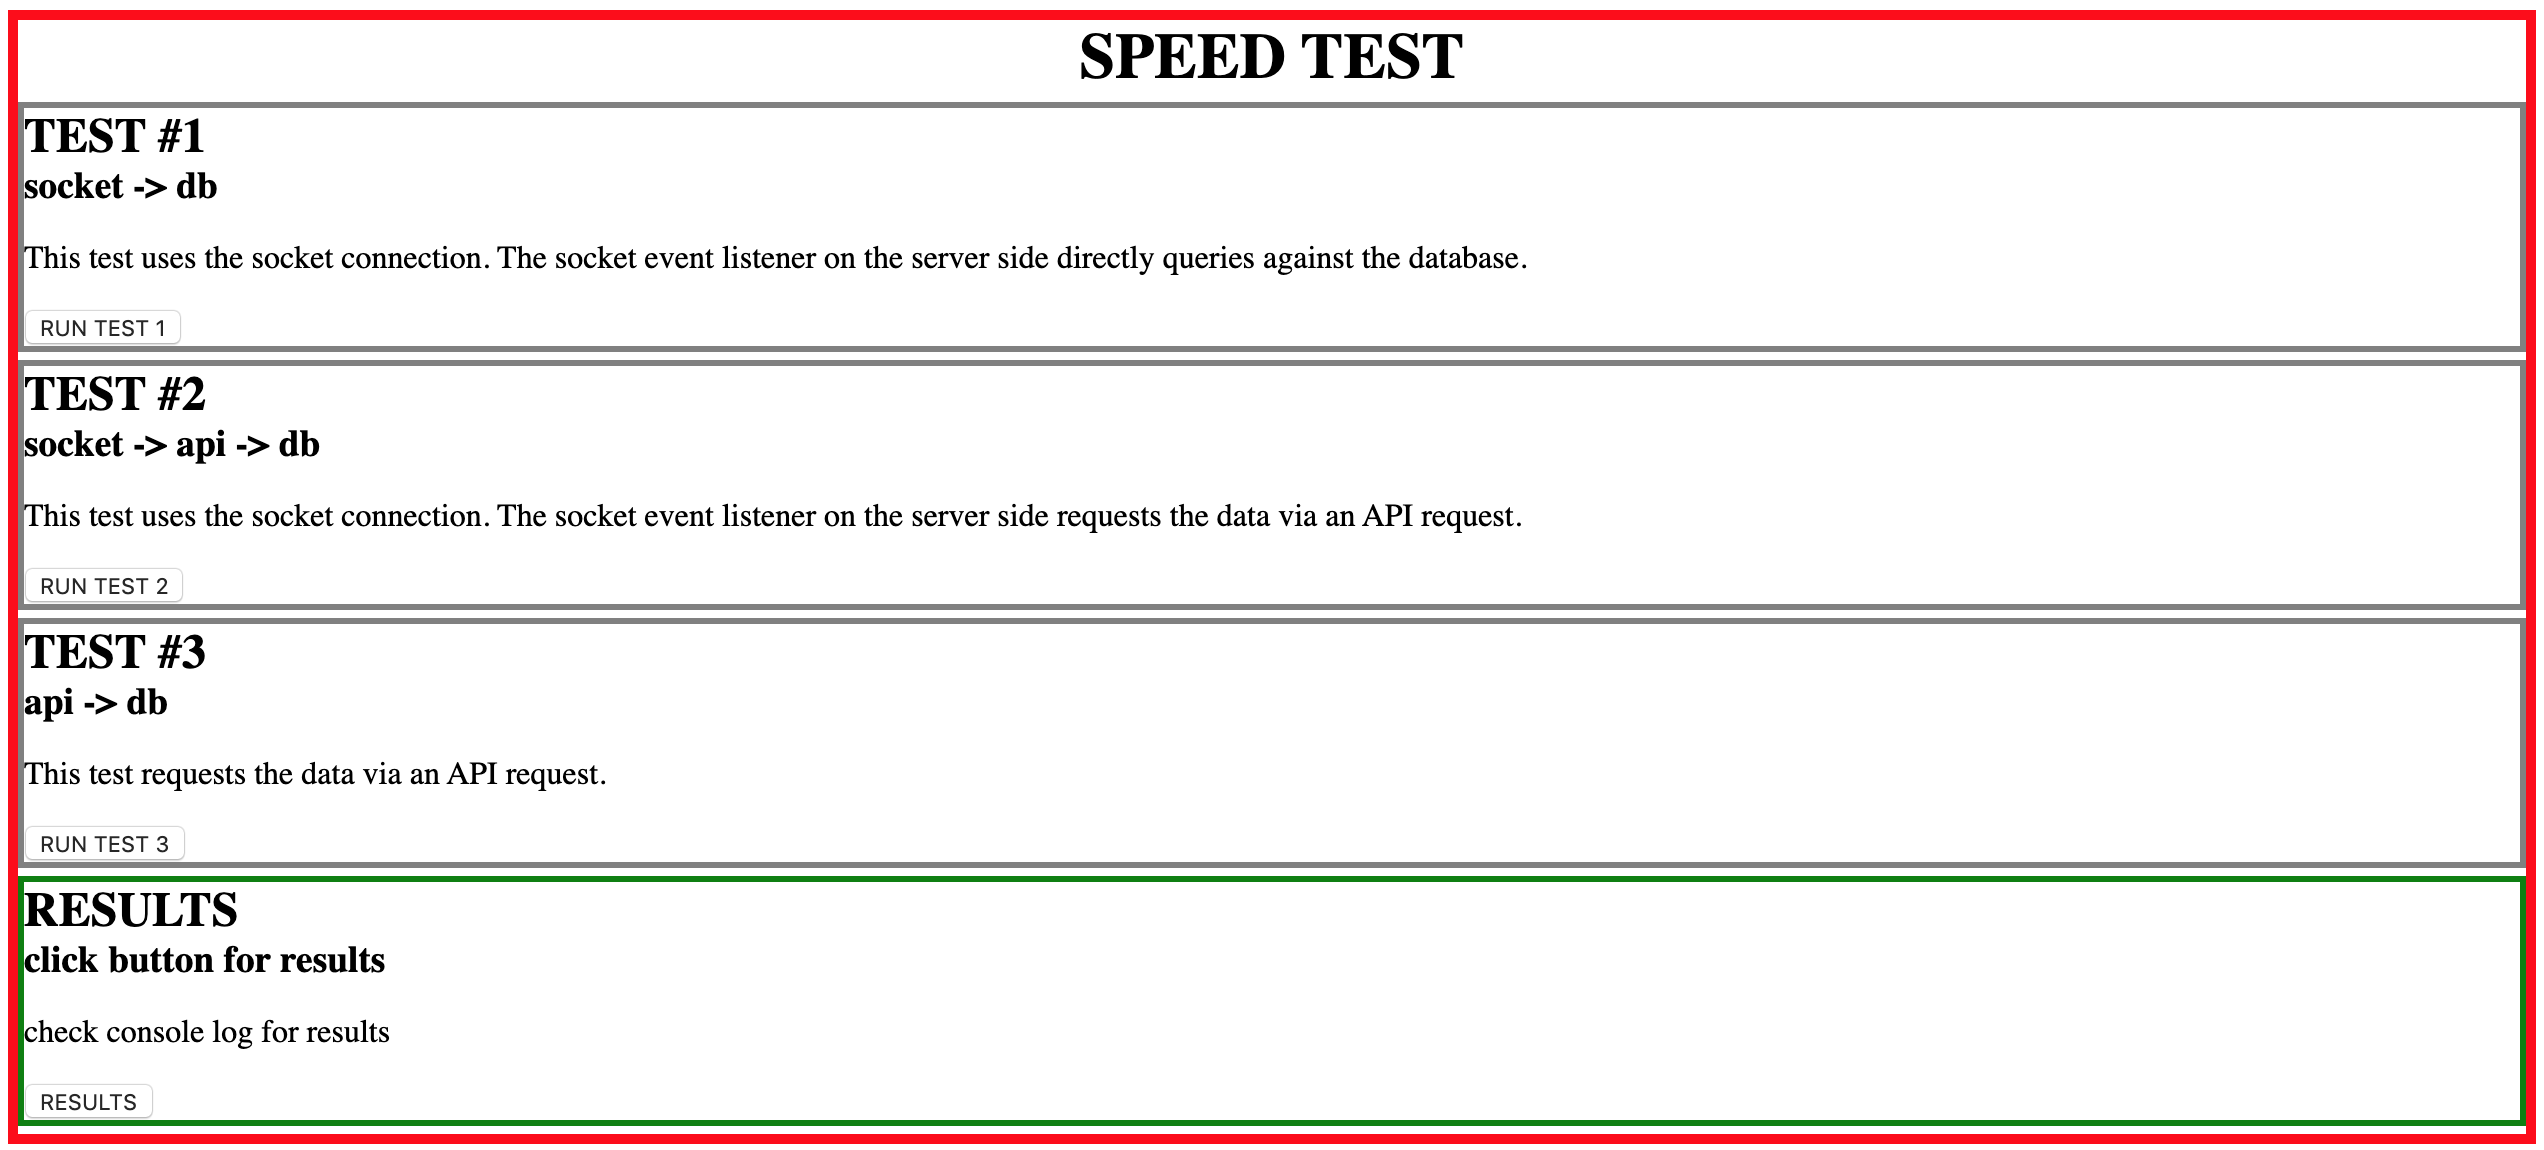 SPEED TEST
TEST #1
socket -> db
This test uses the socket connection. The socket event listener on the server side directly queries against the database.
RUN TEST 1
TEST #2
socket -> api -> db
This test uses the socket connection. The socket event listener on the server side requests the data via an API request.
RUN TEST 2
TEST #3
api -> db
This test requests the data via an API request.
RUN TEST 3
RESULTS
click button for results
check console log for results
RESULTS